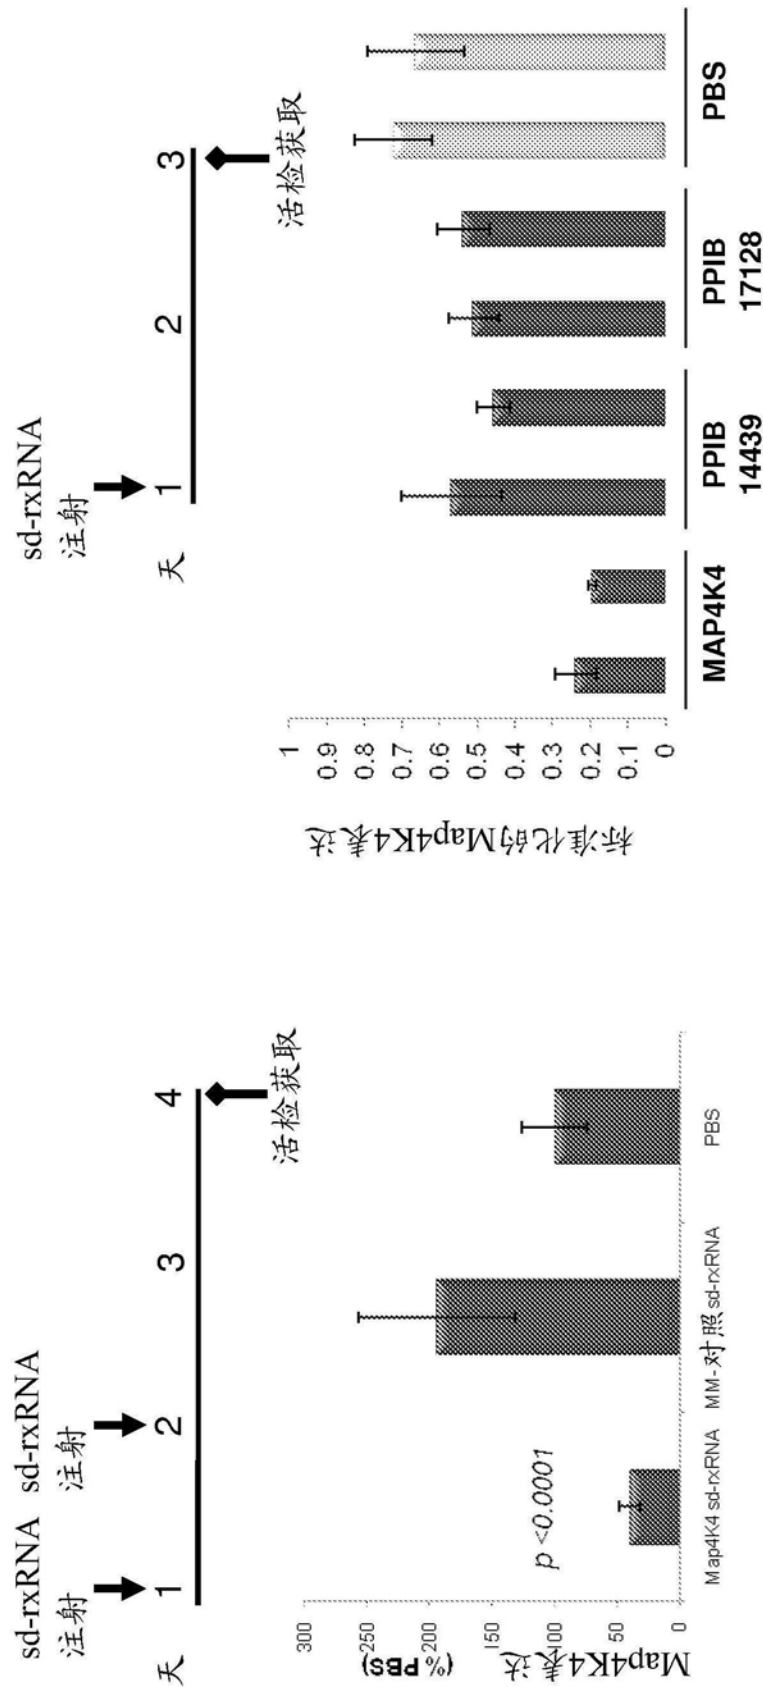 sd-rxRNA sd-rxRNA
注射 注射
天 1 2 3 4
活检获取
Map4K4表达
(% PBS)
300
250
200
150
100
50
0
p <0.0001
Map4K4 sd-rxRNA MM-对照 sd-rxRNA PBS
sd-rxRNA
注射
天 1 2 3
活检获取
标准化的Map4K4表达
1
0.9
0.8
0.7
0.6
0.5
0.4
0.3
0.2
0.1
0
MAP4K4 PPIB PPIB PBS
14439 17128